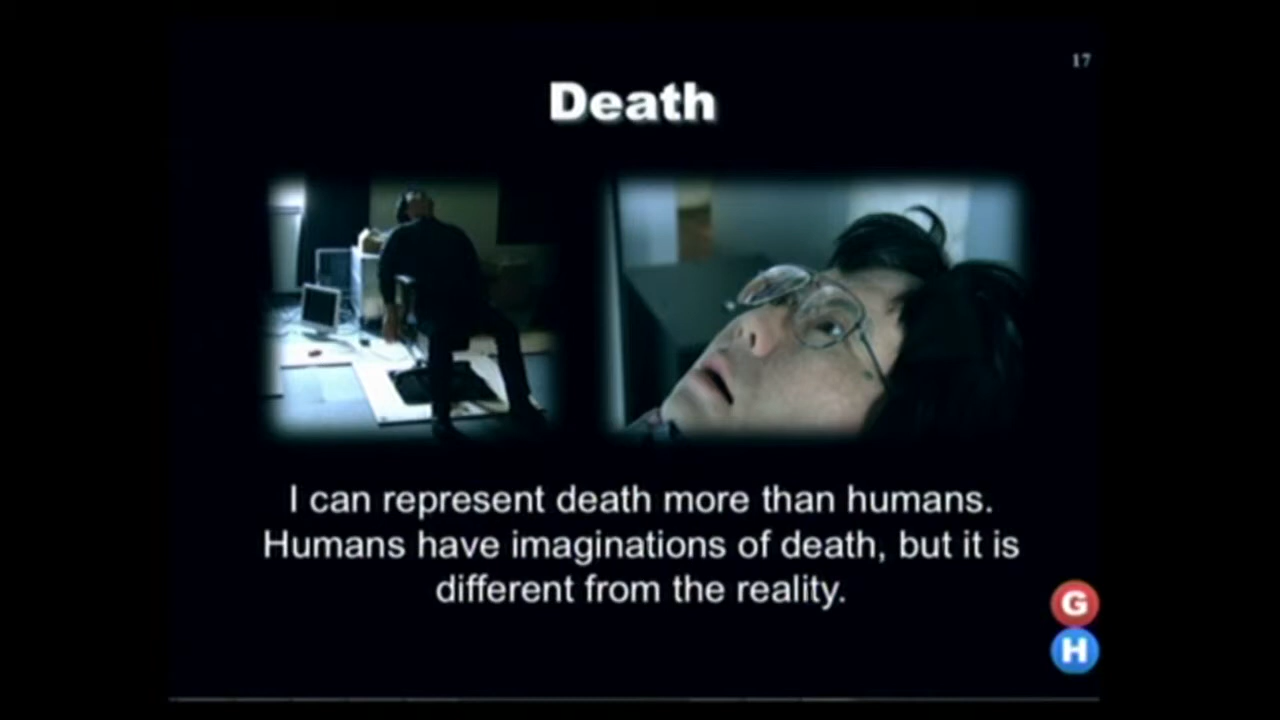 17
Death
I can represent death more than humans.
Humans have imaginations of death, but it is
different from the reality.
G
H